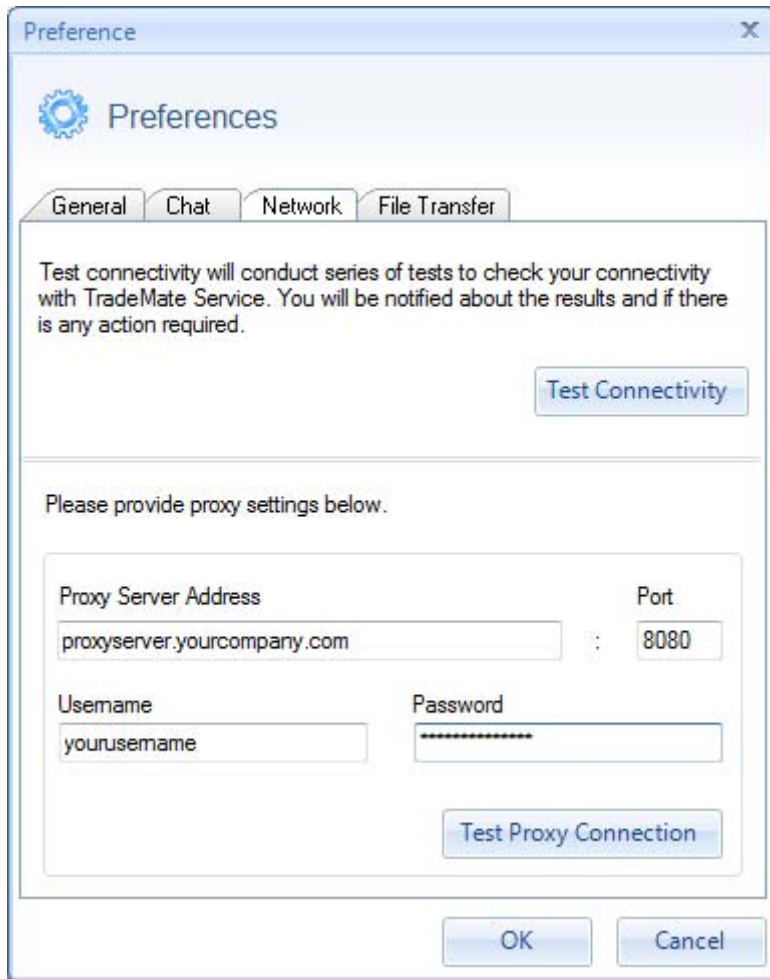 Preference
Preferences
General Chat Network File Transfer
Test connectivity will conduct series of tests to check your connectivity
with TradeMate Service. You will be notified about the results and if there
is any action required.
Test Connectivity
Please provide proxy settings below.
Proxy Server Address Port
proxyserver.yourcompany.com : 8080
Username Password
yourusername **************
Test Proxy Connection
OK Cancel